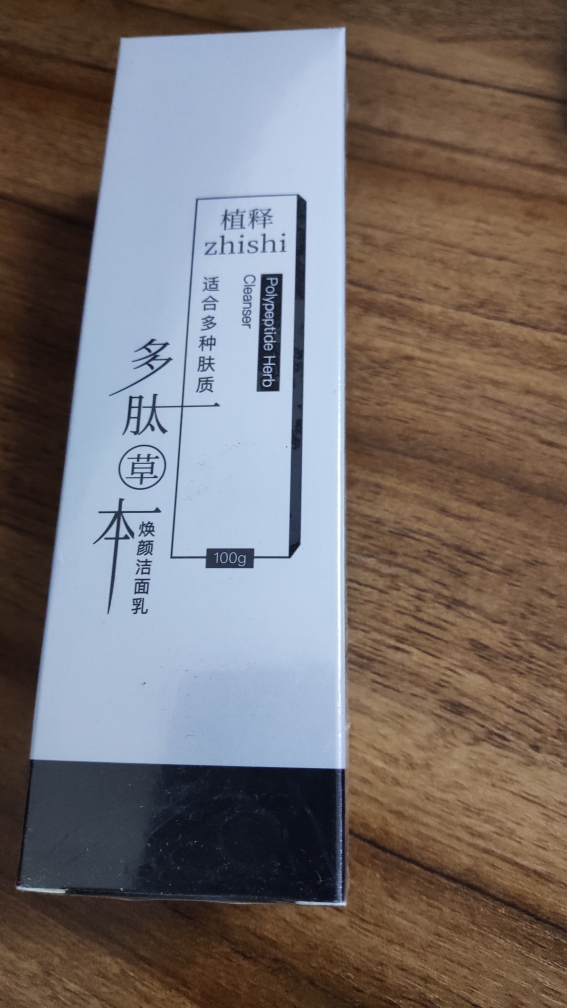 植释
zhishi
Polypeptide Herb
Cleanser
适合多种肤质
多肽草本
焕颜洁面乳
100g